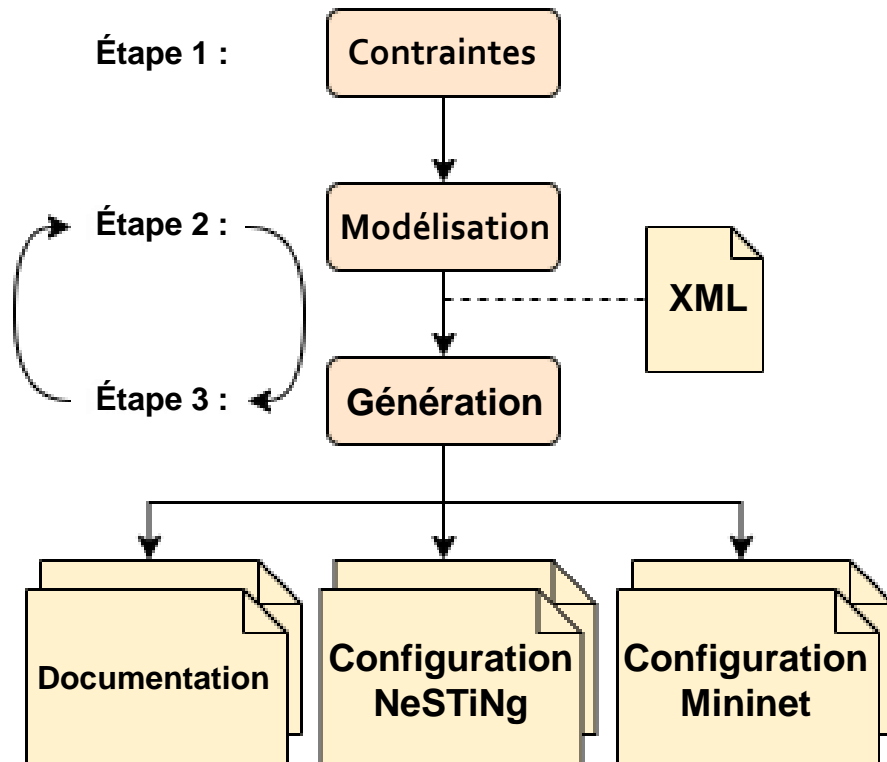 Étape 1 :
Contraintes
Étape 2 :
Modélisation
XML
Étape 3 :
Génération
Documentation
Configuration
NeSTiNg
Configuration
Mininet